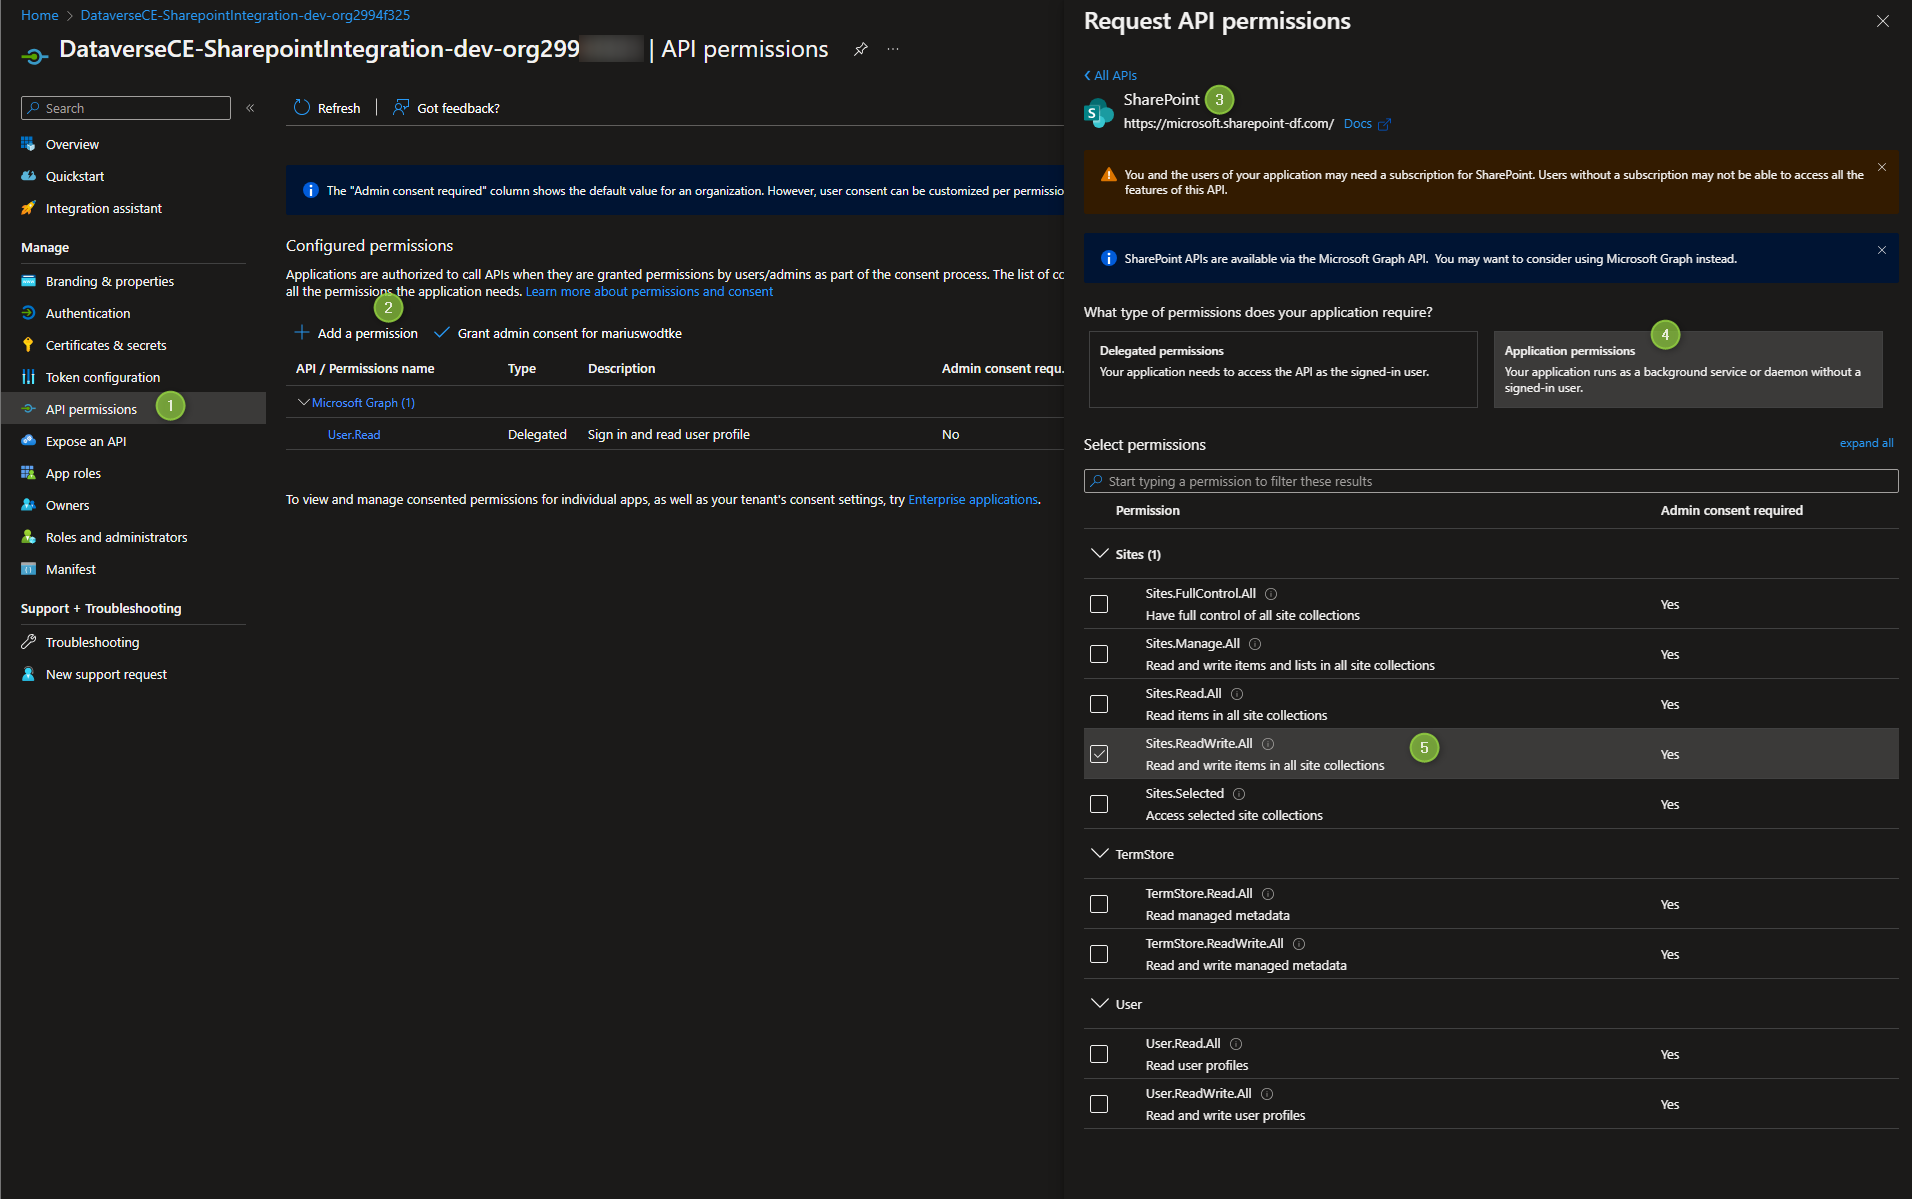 Home > DataverseCE-SharepointIntegration-dev-org2994f325
DataverseCE-SharepointIntegration-dev-org299 | API permissions
Search
Overview
Quickstart
Integration assistant
Manage
Branding & properties
Authentication
Certificates & secrets
Token configuration
API permissions 1
Expose an API
App roles
Owners
Roles and administrators
Manifest
Support + Troubleshooting
Troubleshooting
New support request
Refresh | Got feedback?
The "Admin consent required" column shows the default value for an organization. However, user consent can be customized per permissio
Configured permissions
Applications are authorized to call APIs when they are granted permissions by users/admins as part of the consent process. The list of co
all the permissions the application needs. Learn more about permissions and consent
2
Add a permission Grant admin consent for mariuswodtke
API / Permissions name Type Description Admin consent requ.
Microsoft Graph (1)
User.Read Delegated Sign in and read user profile No
To view and manage consented permissions for individual apps, as well as your tenant's consent settings, try Enterprise applications.
Request API permissions
All APIs
SharePoint 3
https://microsoft.sharepoint-df.com/ Docs
You and the users of your application may need a subscription for SharePoint. Users without a subscription may not be able to access all the
features of this API.
SharePoint APIs are available via the Microsoft Graph API. You may want to consider using Microsoft Graph instead.
What type of permissions does your application require?
Delegated permissions
Your application needs to access the API as the signed-in user.
4
Application permissions
Your application runs as a background service or daemon without a
signed-in user.
Select permissions expand all
Start typing a permission to filter these results
Permission Admin consent required
Sites (1)
Sites.FullControl.All
Have full control of all site collections Yes
Sites.Manage.All
Read and write items and lists in all site collections Yes
Sites.Read.All
Read items in all site collections Yes
Sites.ReadWrite.All 5
Read and write items in all site collections Yes
Sites.Selected
Access selected site collections Yes
TermStore
TermStore.Read.All
Read managed metadata Yes
TermStore.ReadWrite.All
Read and write managed metadata Yes
User
User.Read.All
Read user profiles Yes
User.ReadWrite.All
Read and write user profiles Yes